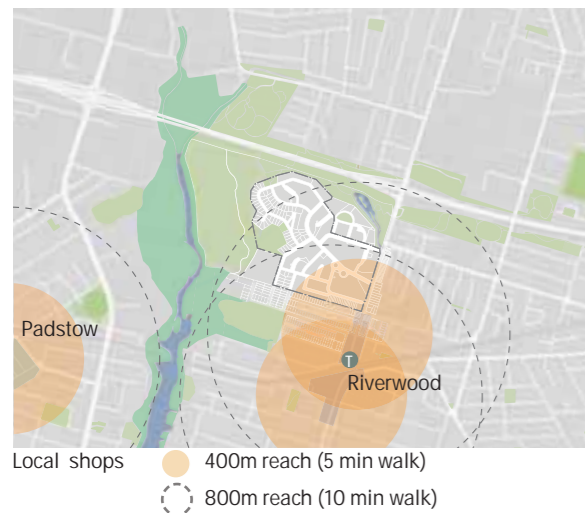 Padstow
T
Riverwood
Local shops
400m reach (5 min walk)
800m reach (10 min walk)